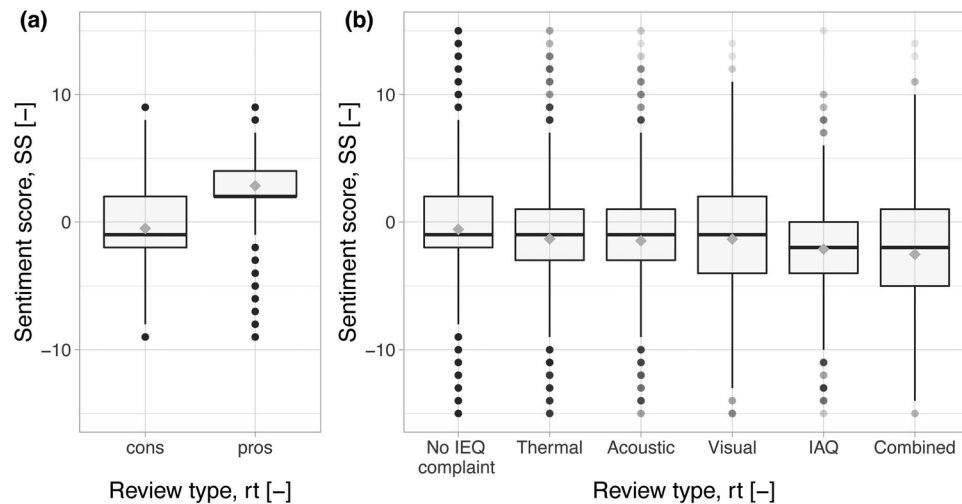 (a)
Sentiment score, SS [−]
10
0
−10
cons pros
Review type, rt [−]
(b)
Sentiment score, SS [−]
10
0
−10
No IEQ Thermal Acoustic Visual IAQ Combined
complaint
Review type, rt [−]